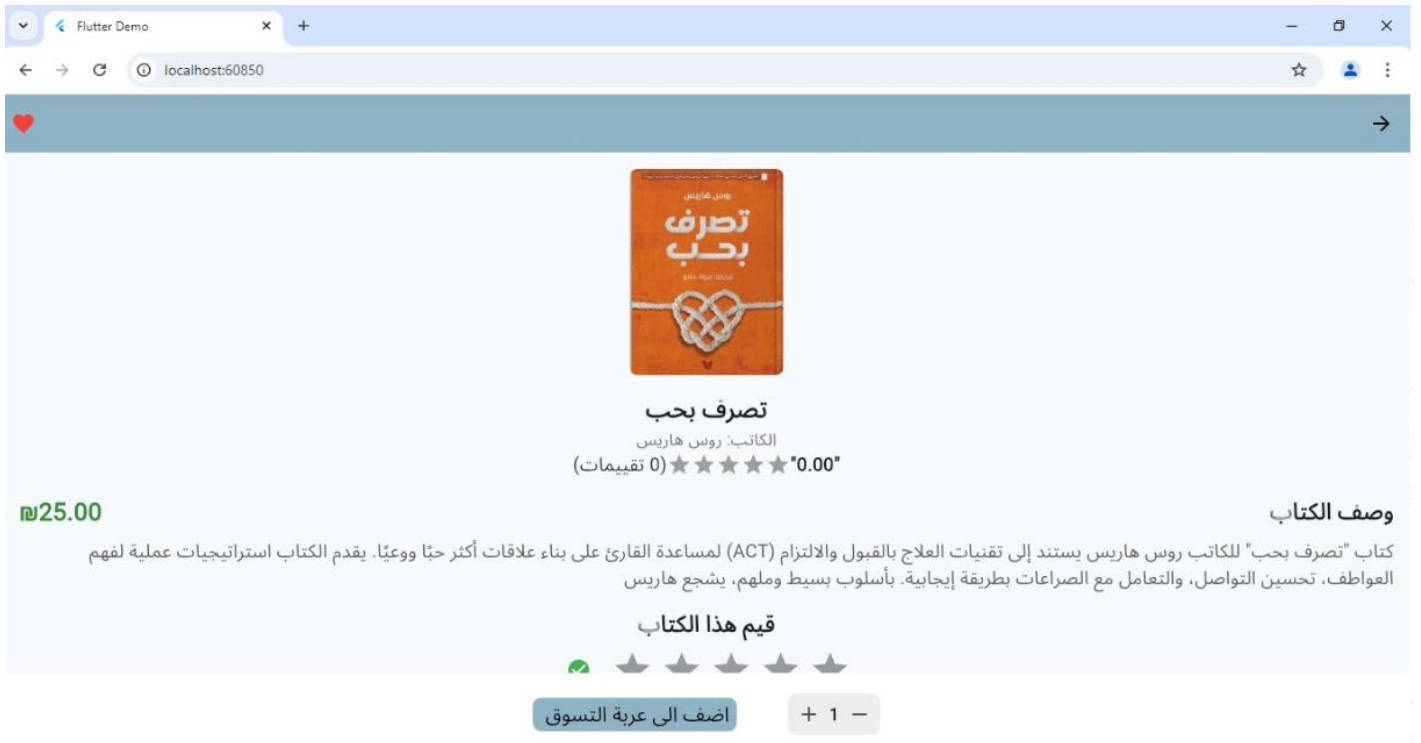 Flutter Demo
localhost:60850
روس هاريس
تصرف
بحب
تصرف بحب
الكاتب: روس هاريس
"0.00" (0 تقييمات)
وصف الكتاب
₪25.00
كتاب "تصرف بحب" للكاتب روس هاريس يستند إلى تقنيات العلاج بالقبول والالتزام (ACT) لمساعدة القارئ على بناء علاقات أكثر حبًا ووعيًا. يقدم الكتاب استراتيجيات عملية لفهم
العواطف، تحسين التواصل، والتعامل مع الصراعات بطريقة إيجابية. بأسلوب بسيط وملهم، يشجع هاريس
قيم هذا الكتاب
− 1 +
اضف الى عربة التسوق